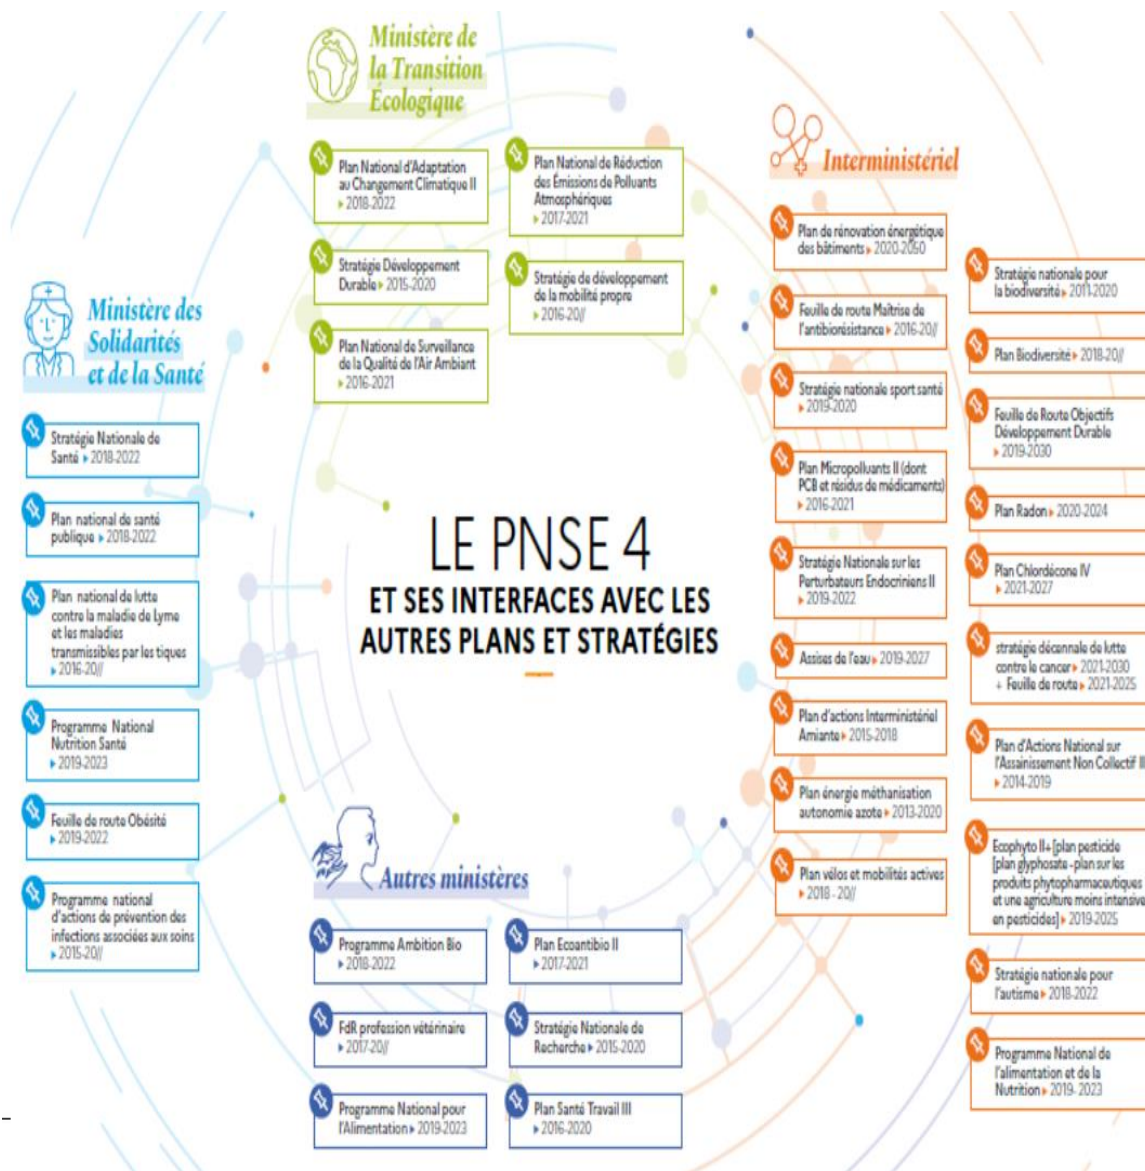 Ministère de
la Transition
Écologique
Plan National d'Adaptation
au Changement Climatique II
▸ 2018-2022
Stratégie Développement
Durable ▸ 2015-2020
Plan National de Surveillance
de la Qualité de l'Air Ambiant
▸ 2016-2021
Plan National de Réduction
des Émissions de Polluants
Atmosphériques
▸ 2017-2021
Stratégie de développement
de la mobilité propre
▸ 2016-20//
Ministère des
Solidarités
et de la Santé
Stratégie Nationale de
Santé ▸ 2018-2022
Plan national de santé
publique ▸ 2018-2022
Plan national de lutte
contre la maladie de Lyme
et les maladies
transmissibles par les tiques
▸ 2016-20//
Programme National
Nutrition Santé
▸ 2019-2023
Feuille de route Obésité
▸ 2019-2022
Programme national
d'actions de prévention des
infections associées aux soins
▸ 2015-20//
LE PNSE 4
ET SES INTERFACES AVEC LES
AUTRES PLANS ET STRATÉGIES
Autres ministères
Programme Ambition Bio
▸ 2018-2022
FdR profession vétérinaire
▸ 2017-20//
Programme National pour
l'Alimentation ▸ 2019-2023
Plan Ecoantibio II
▸ 2017-2021
Stratégie Nationale de
Recherche ▸ 2015-2020
Plan Santé Travail III
▸ 2016-2020
Interministériel
Plan de rénovation énergétique
des bâtiments ▸ 2020-2050
Feuille de route Maîtrise de
l'antibiorésistance ▸ 2016-20//
Stratégie nationale sport santé
▸ 2019-2020
Plan Micropolluants II (dont
PCB et résidus de médicaments)
▸ 2016-2021
Stratégie Nationale sur les
Perturbateurs Endocriniens II
▸ 2019-2022
Assises de l'eau ▸ 2019-2027
Plan d'actions Interministériel
Amiante ▸ 2015-2018
Plan énergie méthanisation
autonomie azote ▸ 2013-2020
Plan vélos et mobilités actives
▸ 2018 - 20//
Stratégie nationale pour
la biodiversité ▸ 2011-2020
Plan Biodiversité ▸ 2018-20//
Feuille de Route Objectifs
Développement Durable
▸ 2019-2030
Plan Radon ▸ 2020-2024
Plan Chlordécone IV
▸ 2021-2027
stratégie décennale de lutte
contre le cancer ▸ 2021-2030
+ Feuille de route ▸ 2021-2025
Plan d'Actions National sur
l'Assainissement Non Collectif II
▸ 2014-2019
Ecophyto II+ [plan pesticide
[plan glyphosate - plan sur les
produits phytopharmaceutiques
et une agriculture moins intensive
en pesticides] ▸ 2019-2025
Stratégie nationale pour
l'autisme ▸ 2018-2022
Programme National de
l'alimentation et de la
Nutrition ▸ 2019- 2023